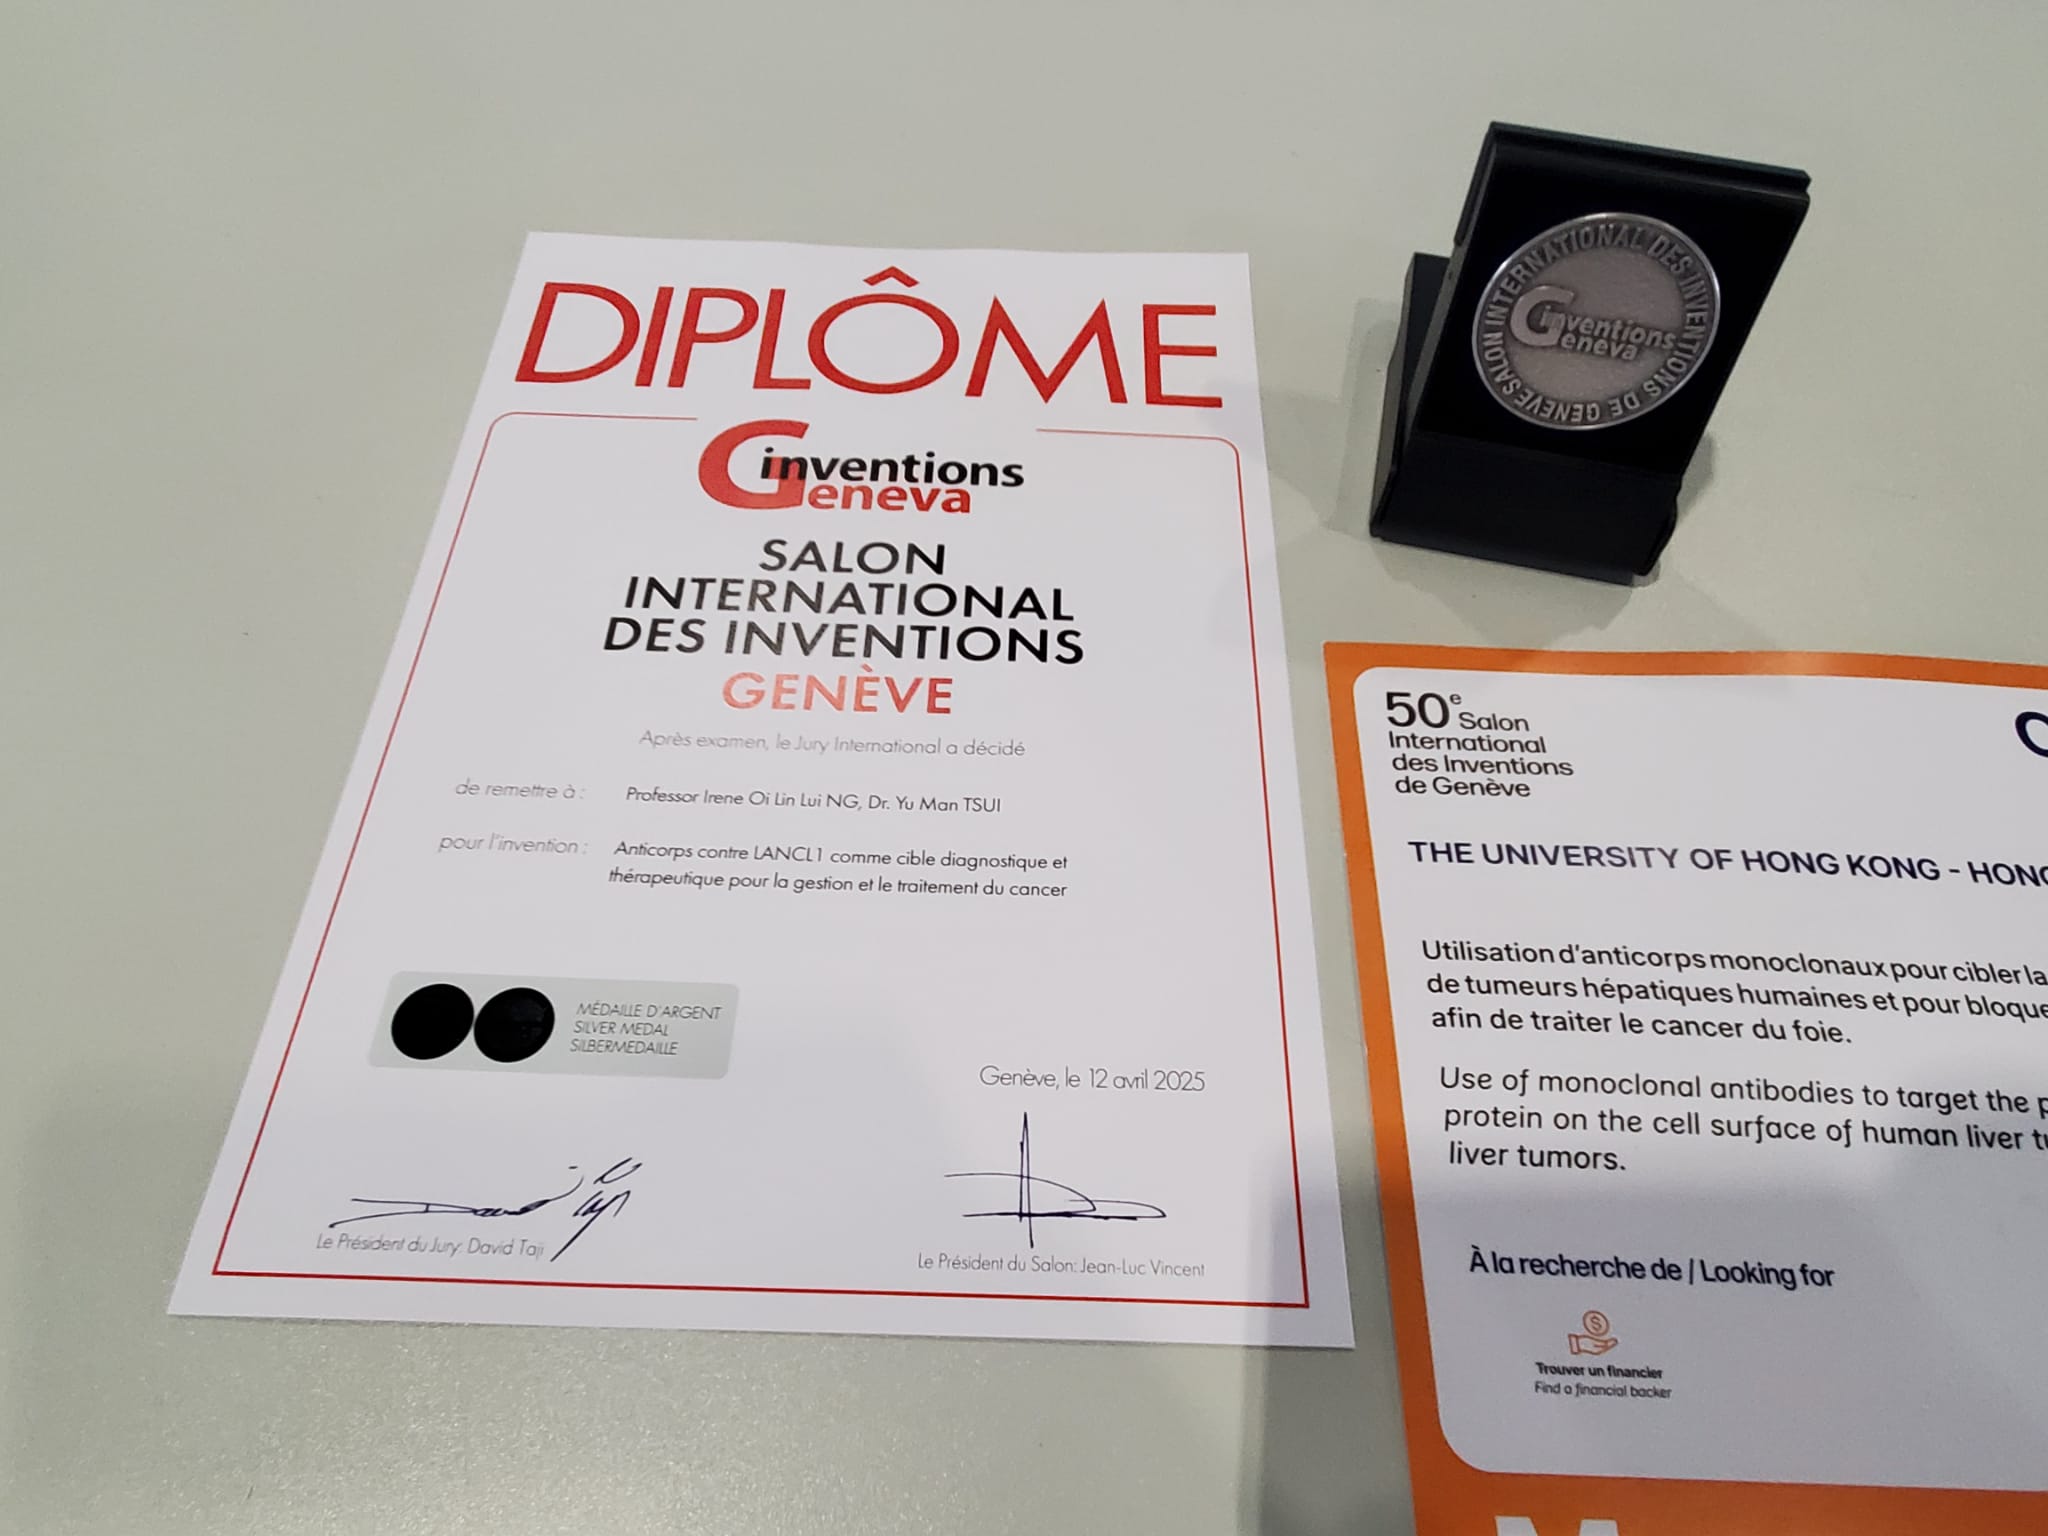 DIPLÔME
inventions
Geneva
SALON
INTERNATIONAL
DES INVENTIONS
GENÈVE
Après examen, le Jury International a décidé
de remettre à : Professor Irene Oi Lin Lui NG, Dr. Yu Man TSUI
pour l'invention : Anticorps contre LANCL1 comme cible diagnostique et
thérapeutique pour la gestion et le traitement du cancer
MÉDAILLE D'ARGENT
SILVER MEDAL
SILBERMEDAILLE
Genève, le 12 avril 2025
Le Président du Jury: David Taji
Le Président du Salon: Jean-Luc Vincent
SALON INTERNATIONAL DES INVENTIONS DE GENEVE
inventions
Geneva
50e Salon
International
des Inventions
de Genève
THE UNIVERSITY OF HONG KONG - HONG
Utilisation d'anticorps monoclonaux pour cibler la
de tumeurs hépatiques humaines et pour bloque
afin de traiter le cancer du foie.
Use of monoclonal antibodies to target the p
protein on the cell surface of human liver tu
liver tumors.
À la recherche de / Looking for
Trouver un financier
Find a financial backer